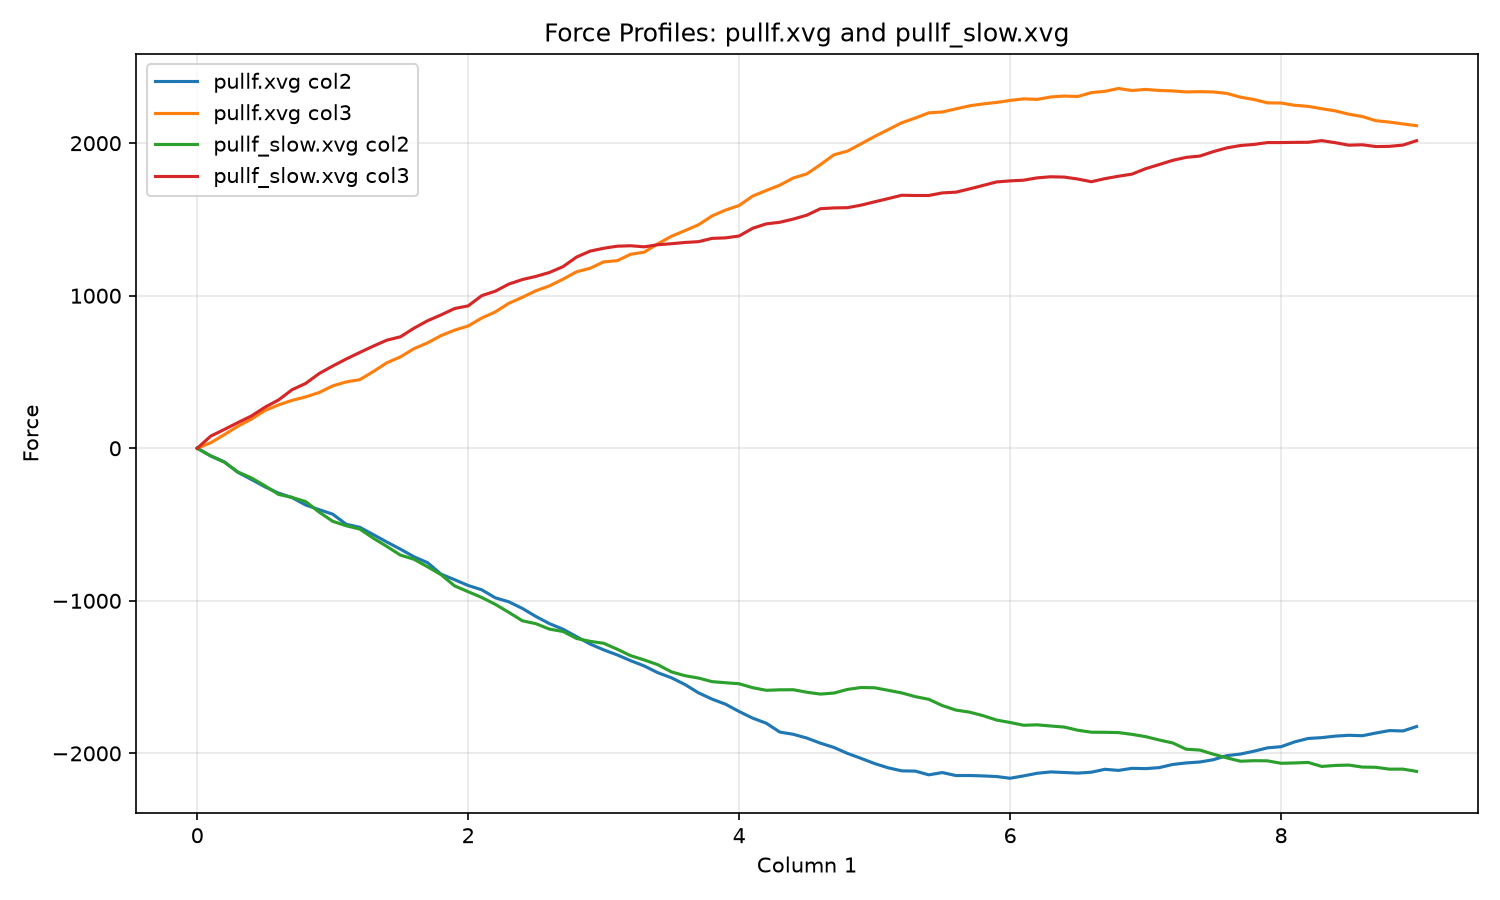 Force Profiles: pullf.xvg and pullf_slow.xvg
pullf.xvg col2
pullf.xvg col3
pullf_slow.xvg col2
pullf_slow.xvg col3
2000
1000
0
−1000
−2000
Force
0 2 4 6 8
Column 1